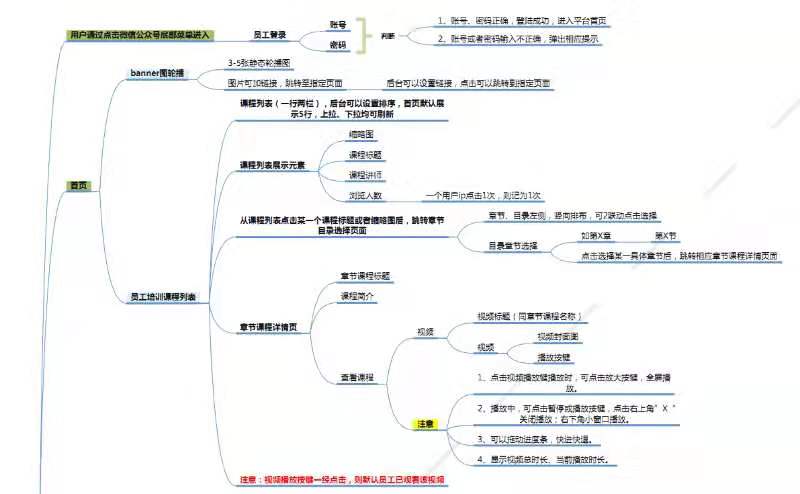 用户通过点击微信公众号底部菜单进入
员工登录
账号
密码
判断
1、账号、密码正确，登陆成功，进入平台首页
2、账号或者密码输入不正确，弹出相应提示
首页
banner图轮播
3-5张静态轮播图
图片可加链接，跳转至指定页面
后台可以设置链接，点击可以跳转到指定页面
员工培训课程列表
课程列表（一行两栏），后台可以设置排序，首页默认展
示5行，上拉、下拉均可刷新
课程列表展示元素
缩略图
课程标题
课程讲师
浏览人数
一个用户ip点击1次，则记为1次
从课程列表点击某一个课程标题或者缩略图后，跳转章节
目录选择页面
章节、目录左侧，竖向排布，可2联动点击选择
目录章节选择
如第X章
第X节
点击选择某一具体章节后，跳转相应章节课程详情页面
章节课程详情页
章节课程标题
课程简介
查看课程
视频
视频标题（同章节课程名称）
视频
视频封面图
播放按键
注意
1、点击视频播放键播放时，可点击放大按键，全屏播
放。
2、播放中，可点击暂停或播放按键，点击右上角”X“
关闭播放；右下角小窗口播放。
3、可以拖动进度条，快进快退。
4、显示视频总时长、当前播放时长。
注意：视频播放按键一经点击，则默认员工已观看该视频